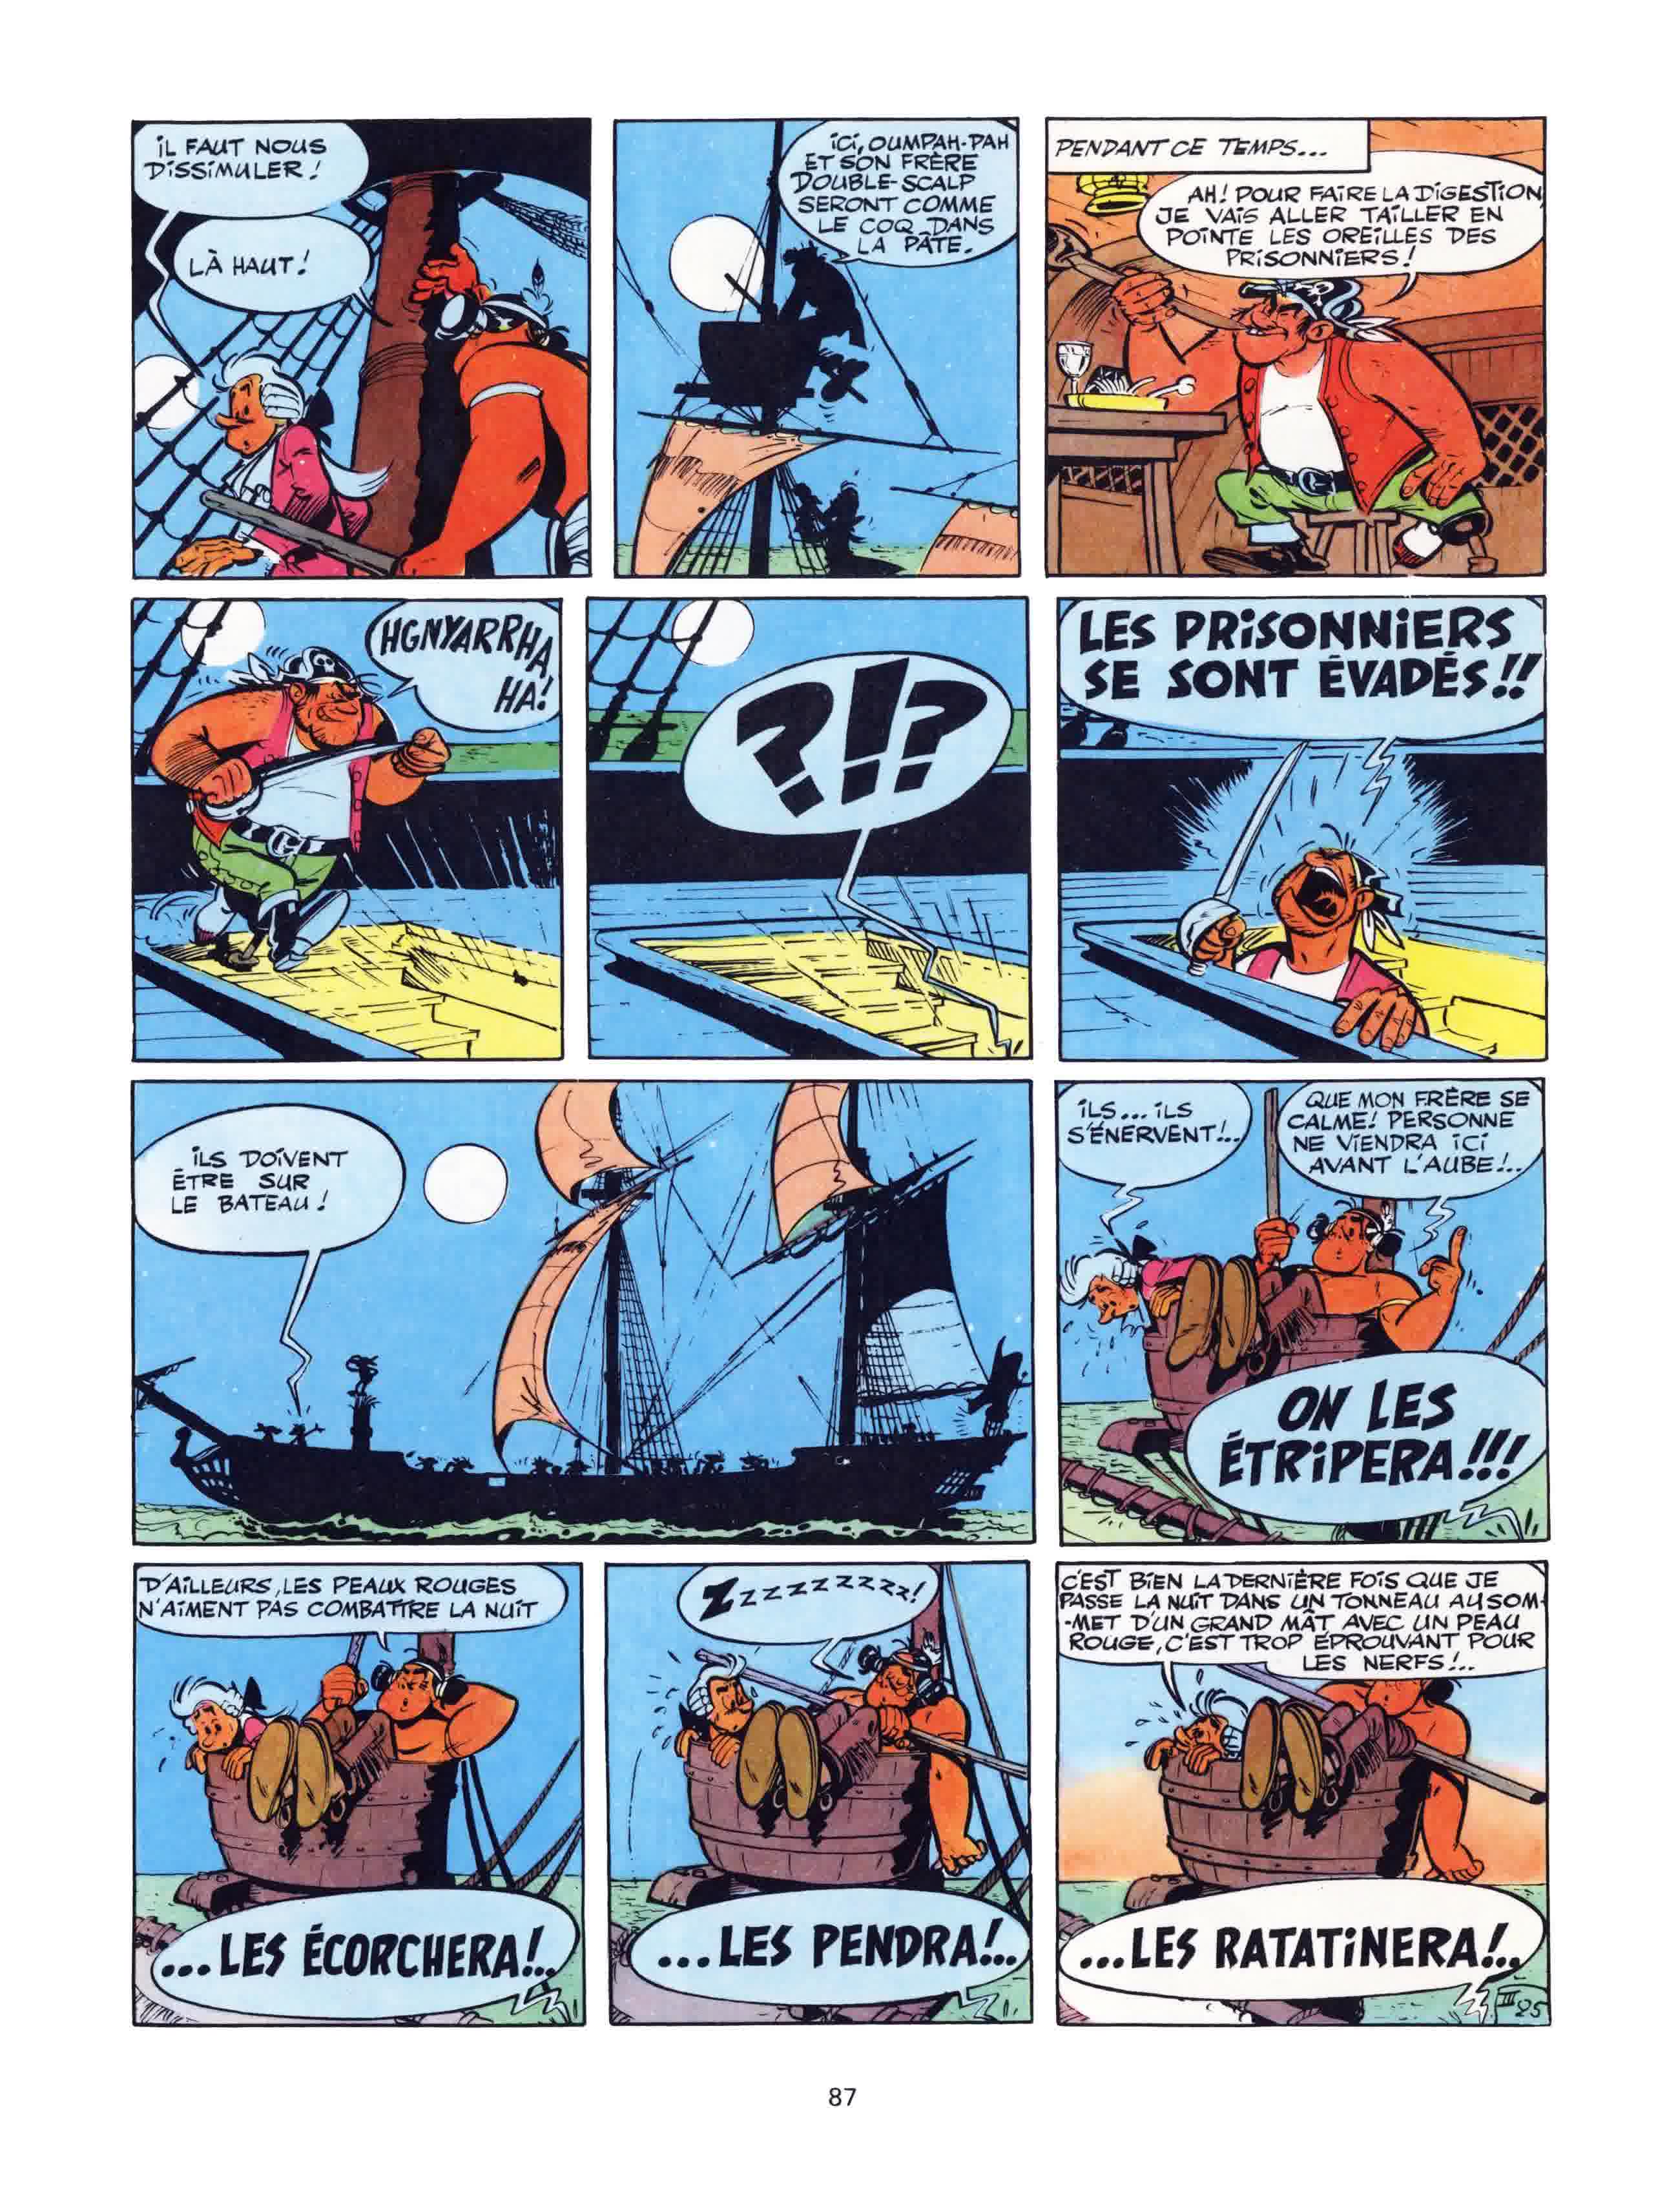 iL FAUT NOUS
DiSSiMULER !
LÀ HAUT !
iCi, OUMPAH-PAH
ET SON FRÈRE
DOUBLE-SCALP
SERONT COMME
LE COQ DANS
LA PÂTE.
PENDANT CE TEMPS...
AH! POUR FAIRE LA DiGESTION,
JE VAiS ALLER TAiLLER EN
POiNTE LES OREiLLES DES
PRiSONNiERS !
HGNYARRHA
HA!
?!?
LES PRiSONNiERS
SE SONT ÉVADÉS!!
iLS DOiVENT
ÊTRE SUR
LE BATEAU !
iLS... iLS
S'ÉNERVENT!..
QUE MON FRÈRE SE
CALME! PERSONNE
NE ViENDRA iCi
AVANT L'AUBE!..
ON LES
ÉTRiPERA!!!
D'AiLLEURS, LES PEAUX ROUGES
N'AiMENT PAS COMBATTRE LA NUiT
...LES ÉCORCHERA!..
ZZZZZZZZZZ!
...LES PENDRA!..
C'EST BiEN LA DERNiÈRE FOiS QUE JE
PASSE LA NUiT DANS UN TONNEAU AU SOM-
-MET D'UN GRAND MÂT AVEC UN PEAU
ROUGE, C'EST TROP ÉPROUVANT POUR
LES NERFS!..
...LES RATATiNERA!..
III 25
87